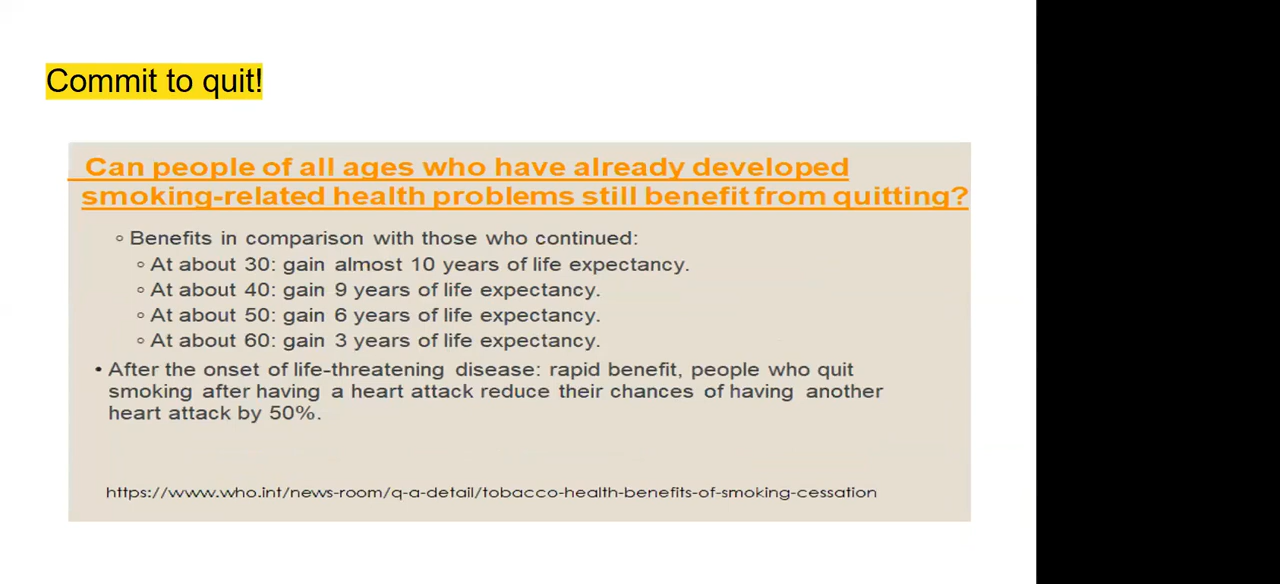 Commit to quit!
Can people of all ages who have already developed
smoking-related health problems still benefit from quitting?
◦ Benefits in comparison with those who continued:
◦ At about 30: gain almost 10 years of life expectancy.
◦ At about 40: gain 9 years of life expectancy.
◦ At about 50: gain 6 years of life expectancy.
◦ At about 60: gain 3 years of life expectancy.
• After the onset of life-threatening disease: rapid benefit, people who quit
smoking after having a heart attack reduce their chances of having another
heart attack by 50%.
https://www.who.int/news-room/q-a-detail/tobacco-health-benefits-of-smoking-cessation